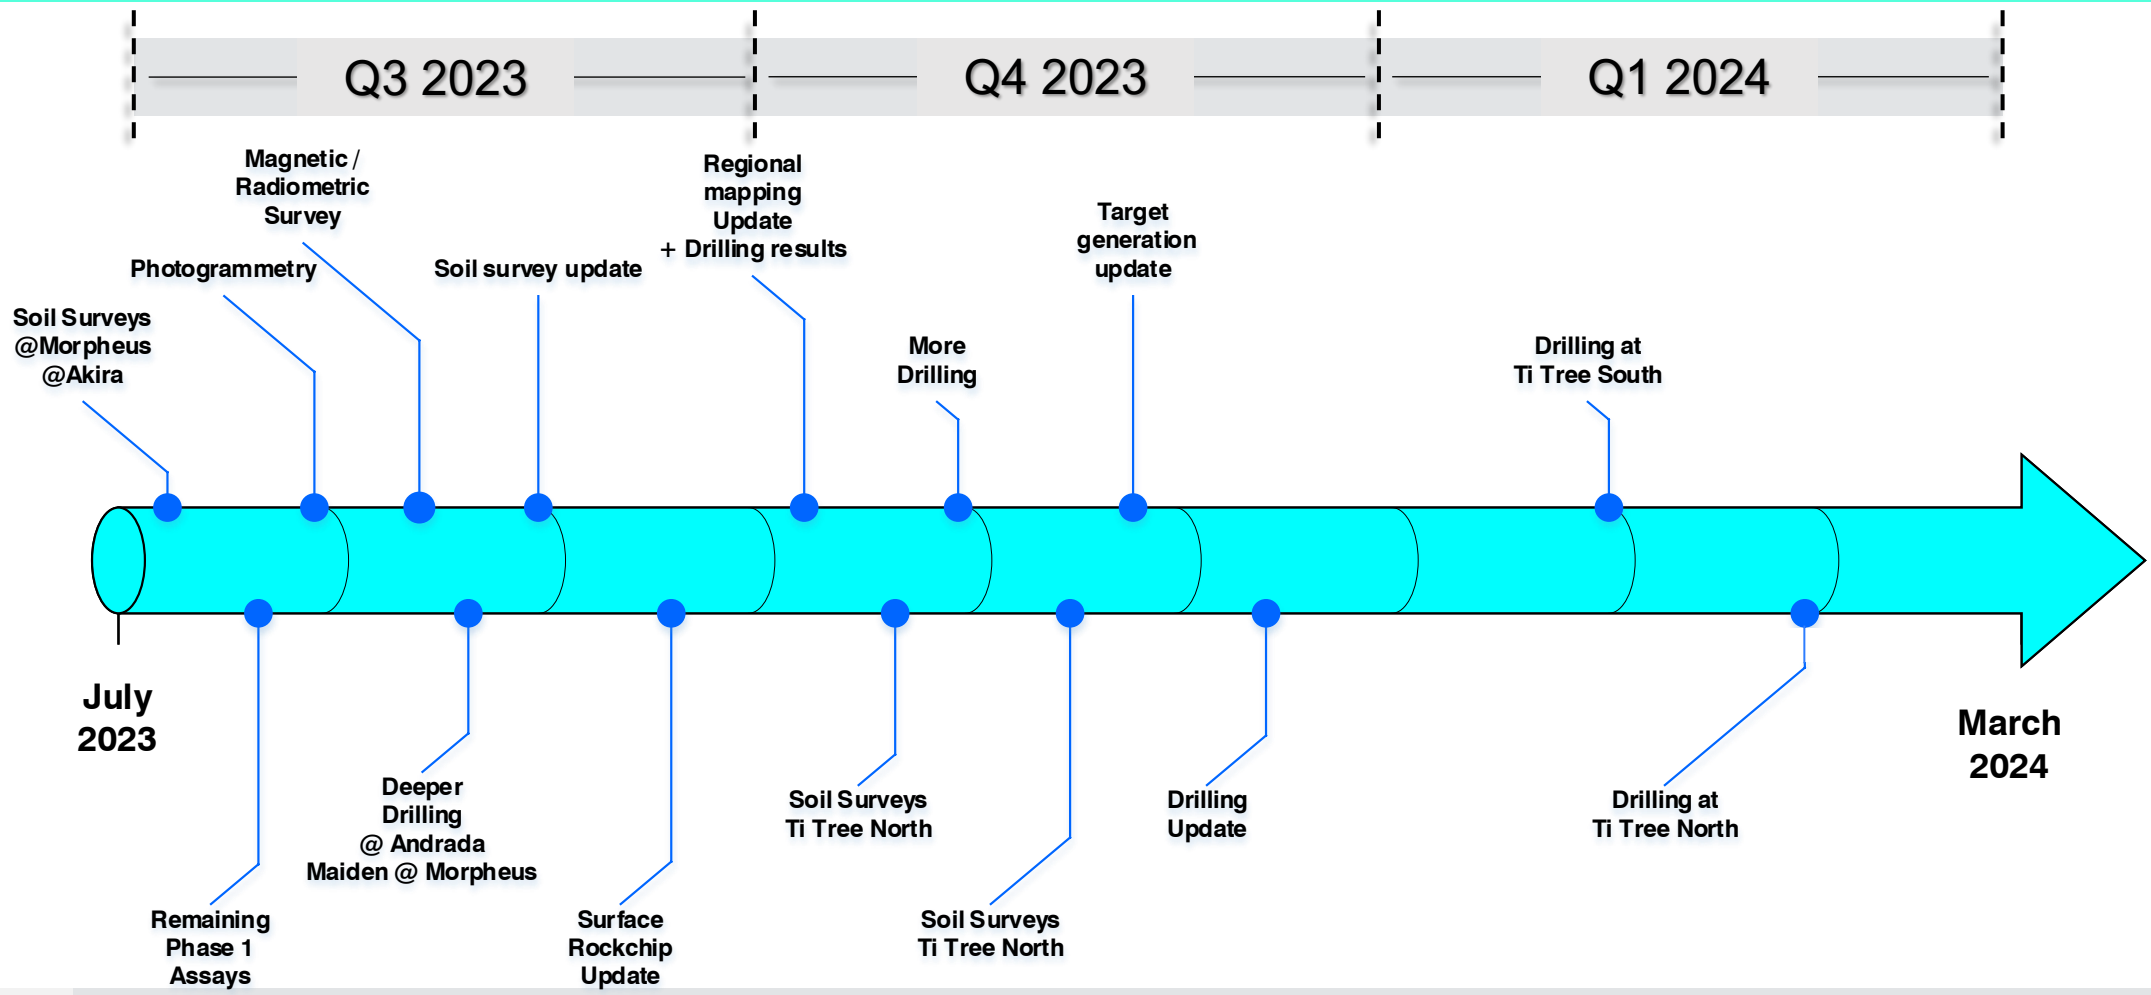 Q3 2023
Q4 2023
Q1 2024
Magnetic /
Radiometric
Survey
Regional
mapping
Update
+ Drilling results
Target
generation
update
Photogrammetry
Soil survey update
Soil Surveys
@Morpheus
@Akira
More
Drilling
Drilling at
Ti Tree South
July
2023
March
2024
Deeper
Drilling
@ Andrada
Maiden @ Morpheus
Soil Surveys
Ti Tree North
Drilling
Update
Drilling at
Ti Tree North
Remaining
Phase 1
Assays
Surface
Rockchip
Update
Soil Surveys
Ti Tree North